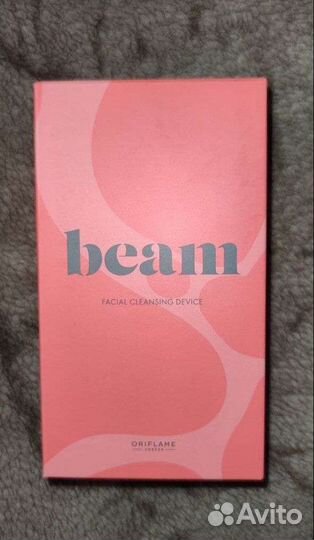 beam
FACIAL CLEANSING DEVICE
ORIFLAME
SWEDEN
Avito